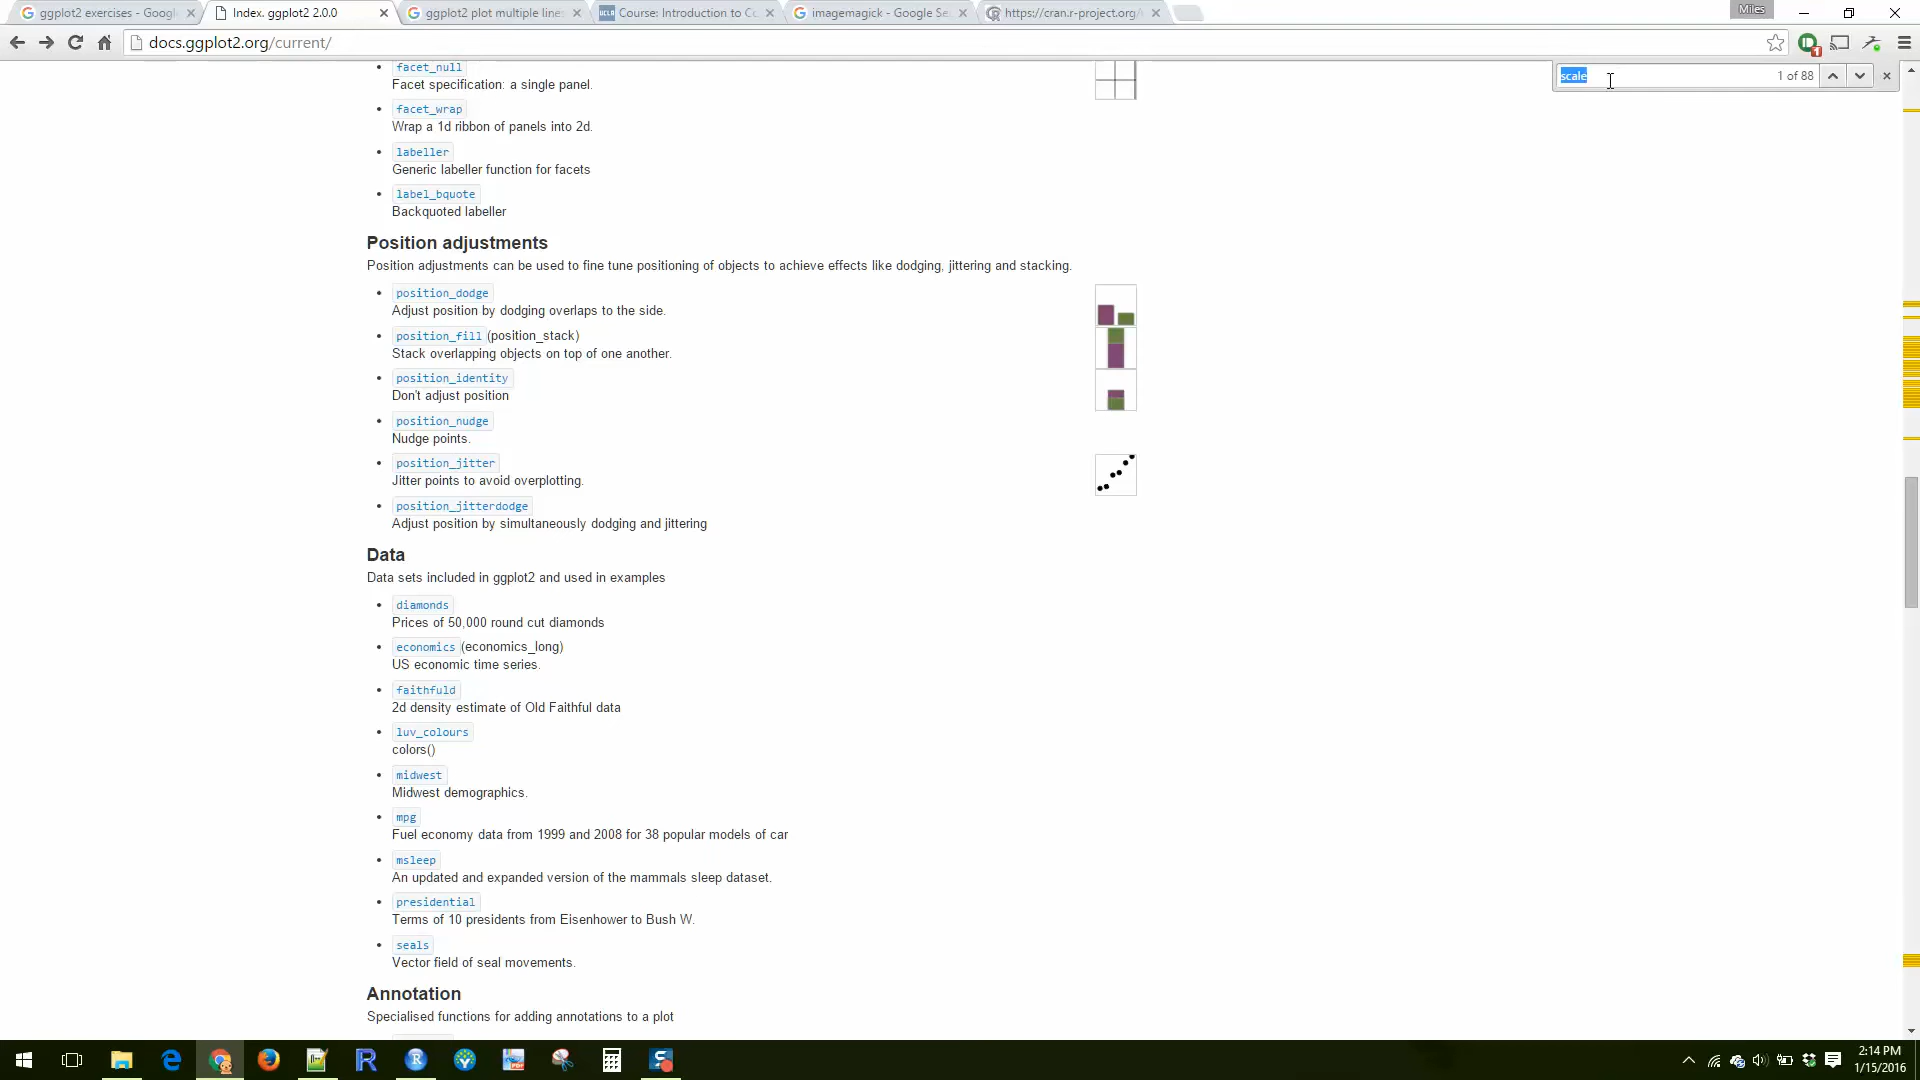 ggplot2 exercises - Googl
Index. ggplot2 2.0.0
ggplot2 plot multiple line
Course: Introduction to Co
imagemagick - Google Se
https://cran.r-project.org/
Miles
docs.ggplot2.org/current/
1
scale
1 of 88
facet_null
Facet specification: a single panel.
facet_wrap
Wrap a 1d ribbon of panels into 2d.
labeller
Generic labeller function for facets
label_bquote
Backquoted labeller
Position adjustments
Position adjustments can be used to fine tune positioning of objects to achieve effects like dodging, jittering and stacking.
position_dodge
Adjust position by dodging overlaps to the side.
position_fill (position_stack)
Stack overlapping objects on top of one another.
position_identity
Don't adjust position
position_nudge
Nudge points.
position_jitter
Jitter points to avoid overplotting.
position_jitterdodge
Adjust position by simultaneously dodging and jittering
Data
Data sets included in ggplot2 and used in examples
diamonds
Prices of 50,000 round cut diamonds
economics (economics_long)
US economic time series.
faithfuld
2d density estimate of Old Faithful data
luv_colours
colors()
midwest
Midwest demographics.
mpg
Fuel economy data from 1999 and 2008 for 38 popular models of car
msleep
An updated and expanded version of the mammals sleep dataset.
presidential
Terms of 10 presidents from Eisenhower to Bush W.
seals
Vector field of seal movements.
Annotation
Specialised functions for adding annotations to a plot
2:14 PM
1/15/2016